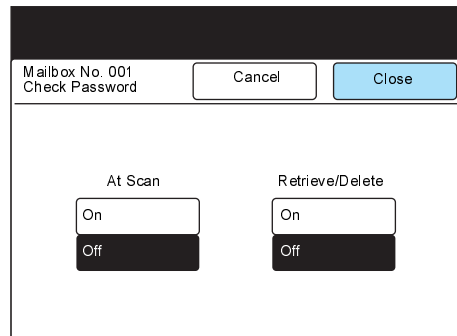 Mailbox No. 001
Check Password
Cancel
Close
At Scan
Retrieve/Delete
On
On
Off
Off